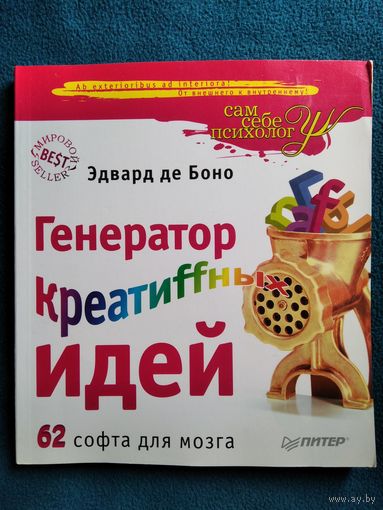 Ab exterioribus ad interiora!
От внешнего к внутреннему!
сам
себе
психолог
МИРОВОЙ
BEST
SELLER
Эдвард де Боно
Генератор
креатиffных
идей
62 софта для мозга
ПИТЕР®
www.ay.by